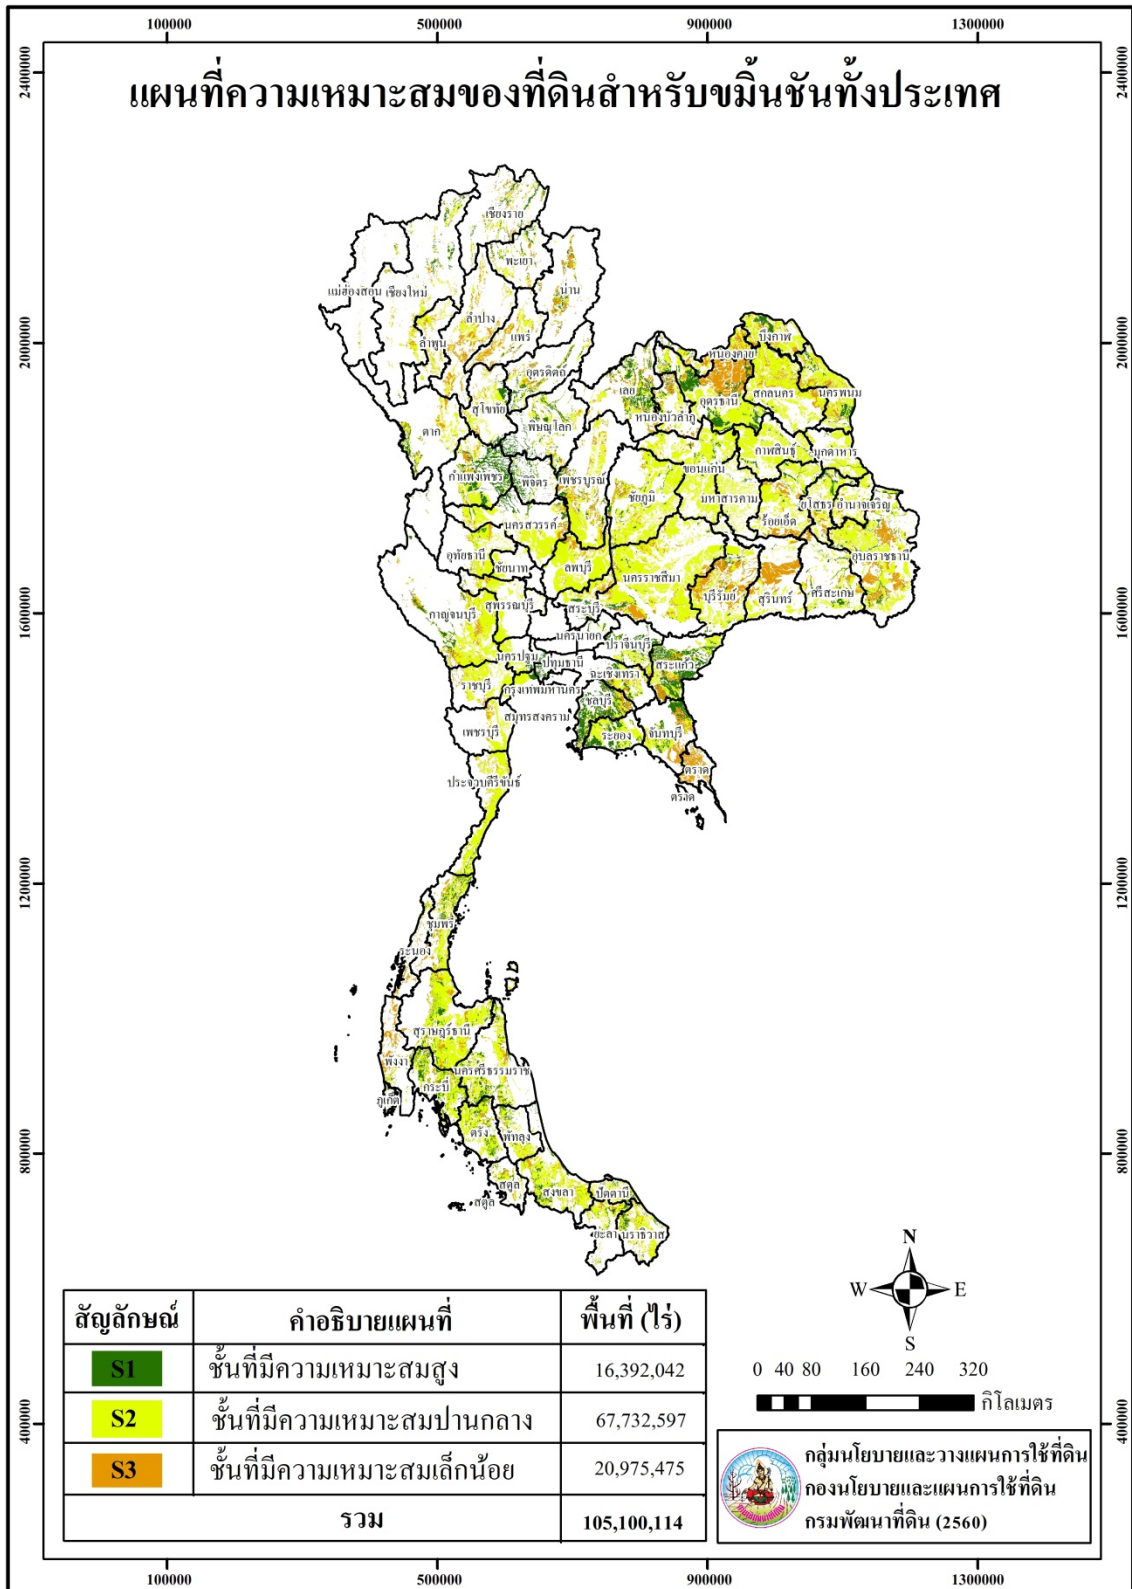 100000 500000 900000 1300000
แผนที่ความเหมาะสมของที่ดินสำหรับขมิ้นชันทั้งประเทศ
2400000 2400000
เชียงราย
พะเยา
แม่ฮ่องสอน เชียงใหม่ น่าน
ลำปาง
บึงกาฬ
2000000 ลำพูน แพร่ หนองคาย 2000000
อุตรดิตถ์
เลย อุดรธานี สกลนคร นครพนม
สุโขทัย หนองบัวลำภู
ตาก พิษณุโลก
กาฬสินธุ์ มุกดาหาร
กำแพงเพชร พิจิตร เพชรบูรณ์ ขอนแก่น
ชัยภูมิ มหาสารคาม ยโสธร อำนาจเจริญ
นครสวรรค์ ร้อยเอ็ด
อุทัยธานี ชัยนาท ลพบุรี นครราชสีมา อุบลราชธานี
บุรีรัมย์ สุรินทร์ ศรีสะเกษ
1600000 กาญจนบุรี สุพรรณบุรี สระบุรี 1600000
นครนายก ปราจีนบุรี
นครปฐม ปทุมธานี สระแก้ว
ราชบุรี กรุงเทพมหานคร ฉะเชิงเทรา
ชลบุรี
สมุทรสงคราม
เพชรบุรี ระยอง จันทบุรี
ตราด
ประจวบคีรีขันธ์
ตราด
1200000 1200000
ชุมพร
ระนอง
สุราษฎร์ธานี
พังงา นครศรีธรรมราช
กระบี่
ภูเก็ต
ตรัง พัทลุง
800000 800000
สตูล สงขลา ปัตตานี
สตูล
ยะลา นราธิวาส
N
W E
S
สัญลักษณ์ คำอธิบายแผนที่ พื้นที่ (ไร่)
S1 ชั้นที่มีความเหมาะสมสูง 16,392,042
S2 ชั้นที่มีความเหมาะสมปานกลาง 67,732,597
S3 ชั้นที่มีความเหมาะสมเล็กน้อย 20,975,475
รวม 105,100,114
0 40 80 160 240 320
กิโลเมตร
400000 400000
กลุ่มนโยบายและวางแผนการใช้ที่ดิน
กองนโยบายและแผนการใช้ที่ดิน
กรมพัฒนาที่ดิน (2560)
100000 500000 900000 1300000